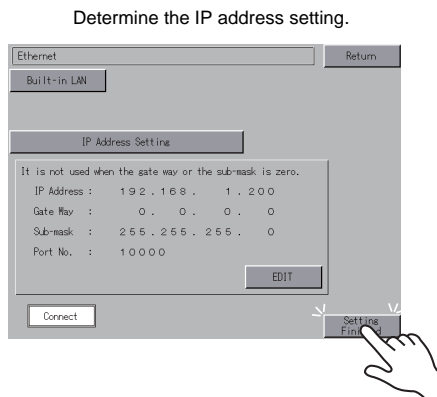 Determine the IP address setting.
Ethernet
Return
Built-in LAN
IP Address Setting
It is not used when the gate way or the sub-mask is zero.
IP Address : 192.168. 1.200
Gate Way : 0. 0. 0. 0
Sub-mask : 255.255.255. 0
Port No. : 10000
EDIT
Connect
Setting